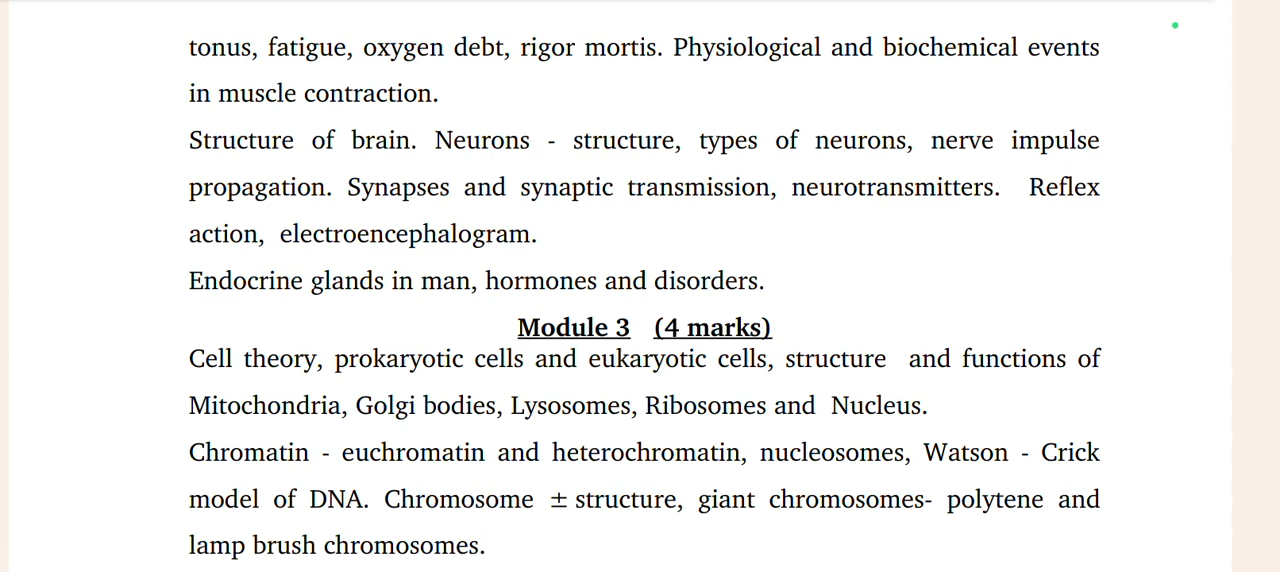 tonus, fatigue, oxygen debt, rigor mortis. Physiological and biochemical events
in muscle contraction.
Structure of brain. Neurons - structure, types of neurons, nerve impulse
propagation. Synapses and synaptic transmission, neurotransmitters. Reflex
action, electroencephalogram.
Endocrine glands in man, hormones and disorders.
Module 3 (4 marks)
Cell theory, prokaryotic cells and eukaryotic cells, structure and functions of
Mitochondria, Golgi bodies, Lysosomes, Ribosomes and Nucleus.
Chromatin - euchromatin and heterochromatin, nucleosomes, Watson - Crick
model of DNA. Chromosome ± structure, giant chromosomes- polytene and
lamp brush chromosomes.